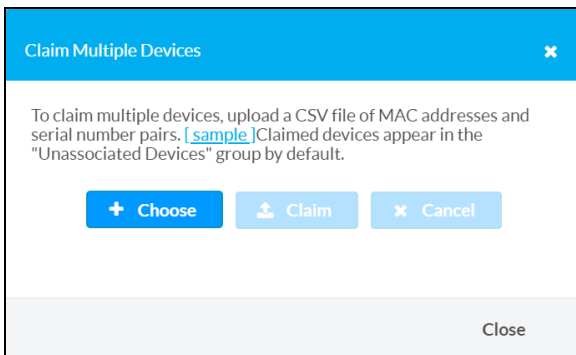 Claim Multiple Devices
To claim multiple devices, upload a CSV file of MAC addresses and
serial number pairs. [ sample ]Claimed devices appear in the
"Unassociated Devices" group by default.
Choose Claim Cancel
Close